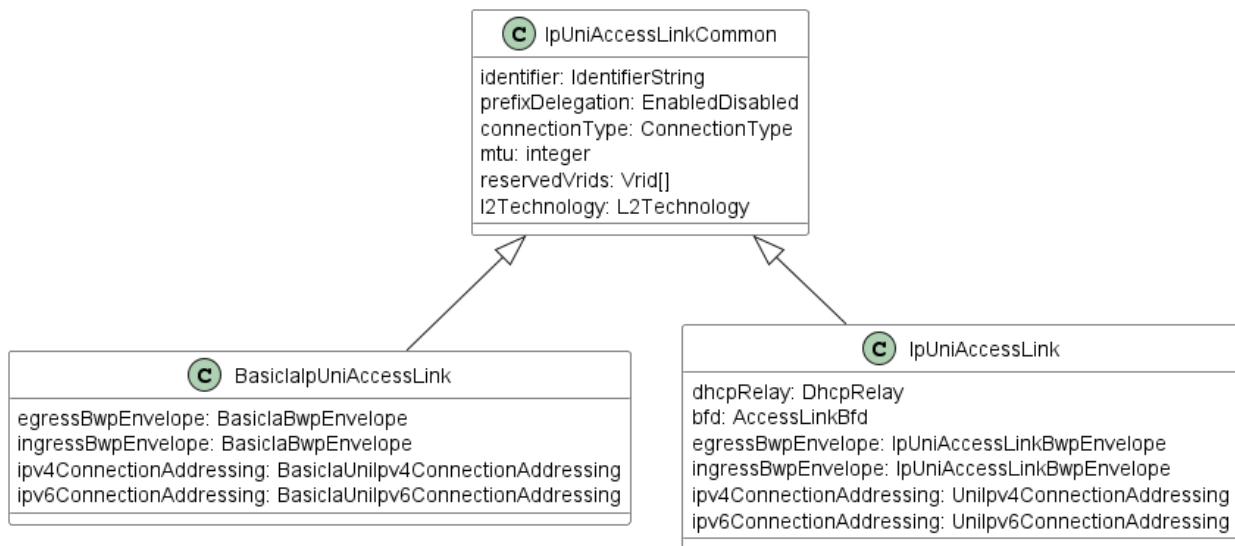 C IpUniAccessLinkCommon
identifier: IdentifierString
prefixDelegation: EnabledDisabled
connectionType: ConnectionType
mtu: integer
reservedVrids: Vrid[]
l2Technology: L2Technology
C BasicIaIpUniAccessLink
egressBwpEnvelope: BasicIaBwpEnvelope
ingressBwpEnvelope: BasicIaBwpEnvelope
ipv4ConnectionAddressing: BasicIaUniIpv4ConnectionAddressing
ipv6ConnectionAddressing: BasicIaUniIpv6ConnectionAddressing
C IpUniAccessLink
dhcpRelay: DhcpRelay
bfd: AccessLinkBfd
egressBwpEnvelope: IpUniAccessLinkBwpEnvelope
ingressBwpEnvelope: IpUniAccessLinkBwpEnvelope
ipv4ConnectionAddressing: UniIpv4ConnectionAddressing
ipv6ConnectionAddressing: UniIpv6ConnectionAddressing